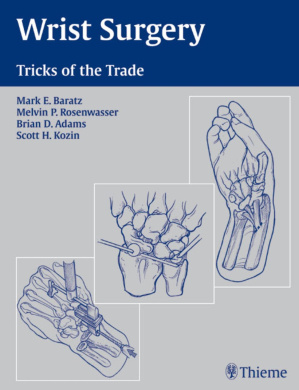 Wrist Surgery
Tricks of the Trade
Mark E. Baratz
Melvin P. Rosenwasser
Brian D. Adams
Scott H. Kozin
Thieme